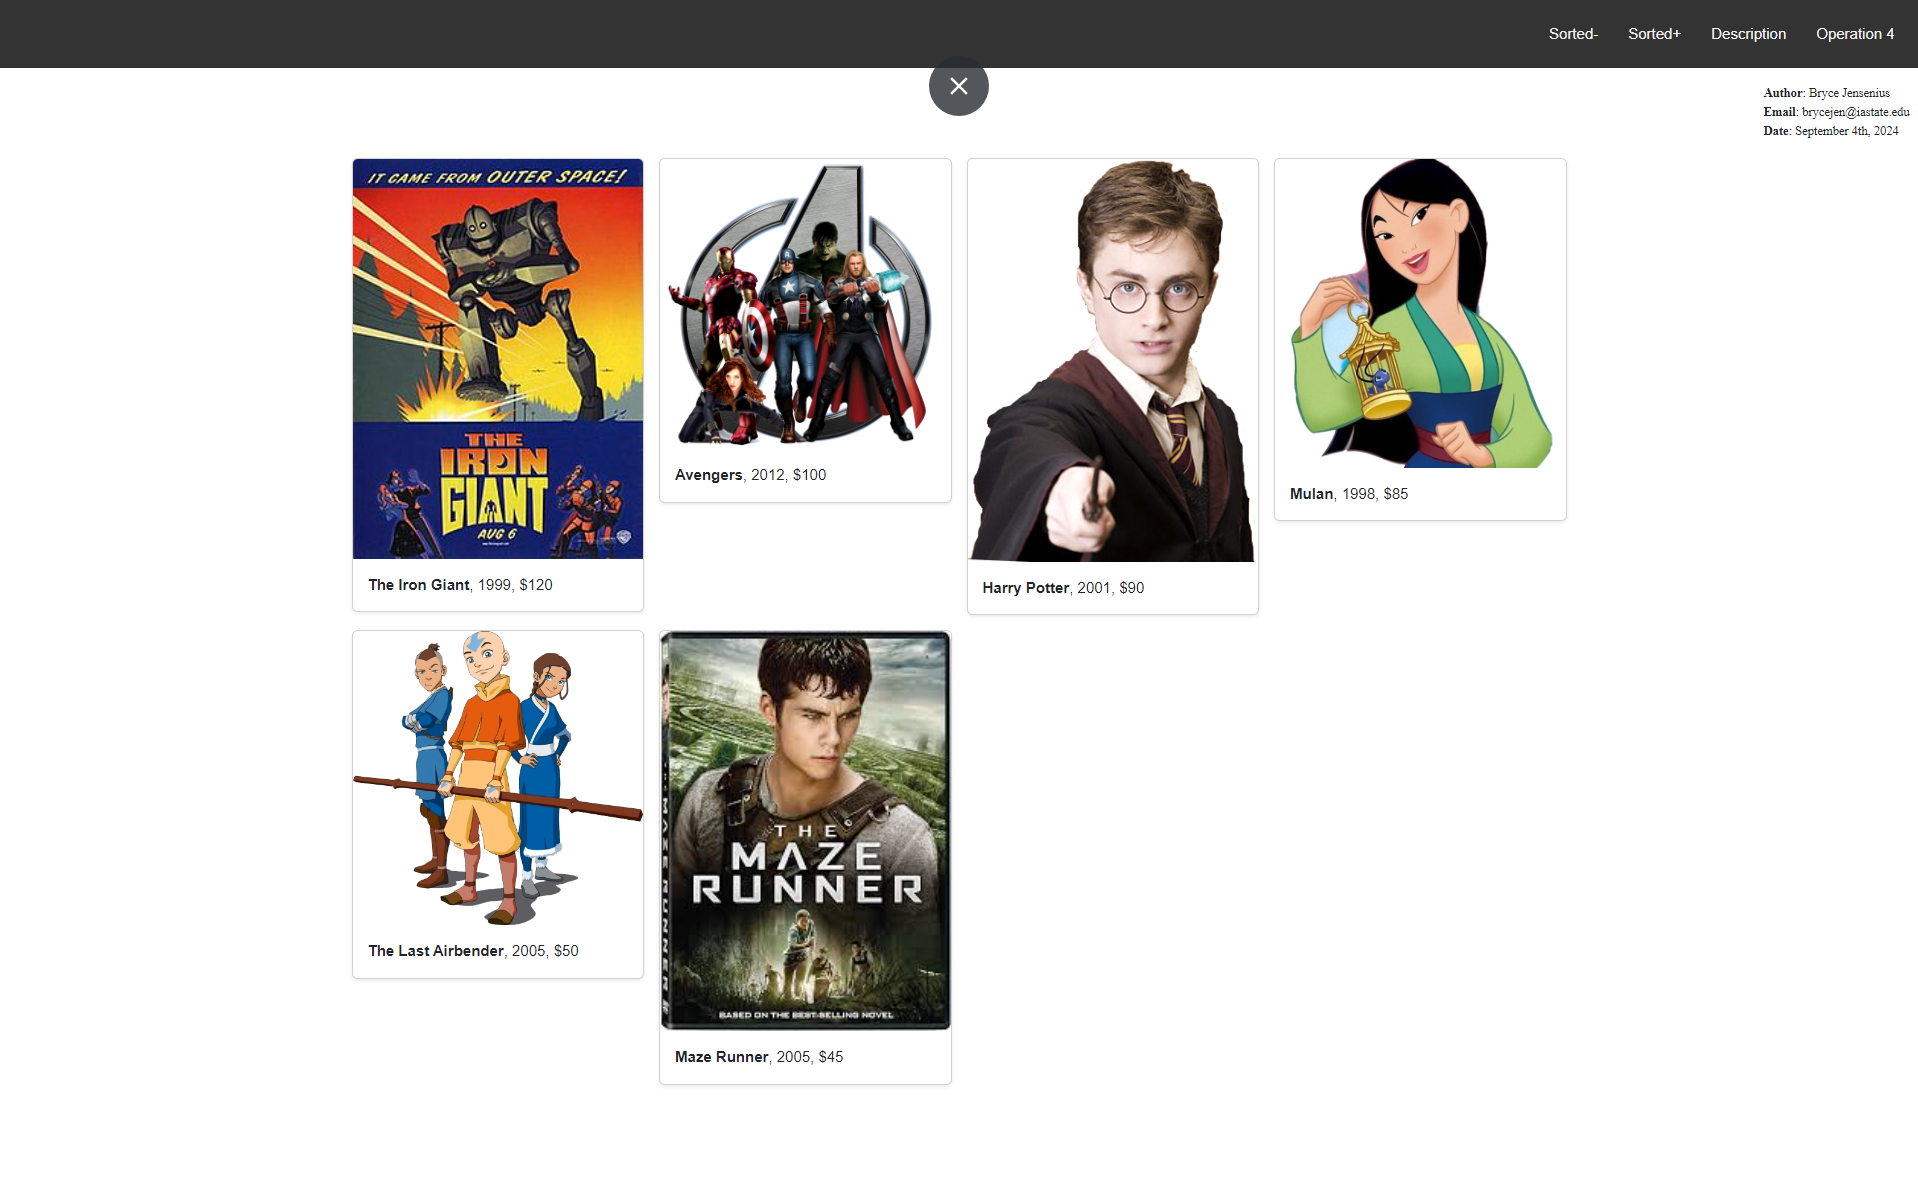 Sorted-
Sorted+
Description
Operation 4
Author: Bryce Jensenius
Email: brycejen@iastate.edu
Date: September 4th, 2024
IT CAME FROM OUTER SPACE!
THE
IRON
GIANT
AUG 6
The Iron Giant, 1999, $120
A
Avengers, 2012, $100
Harry Potter, 2001, $90
Mulan, 1998, $85
The Last Airbender, 2005, $50
MAZE RUNNER
THE
MAZE
RUNNER
BASED ON THE BEST-SELLING NOVEL
Maze Runner, 2005, $45